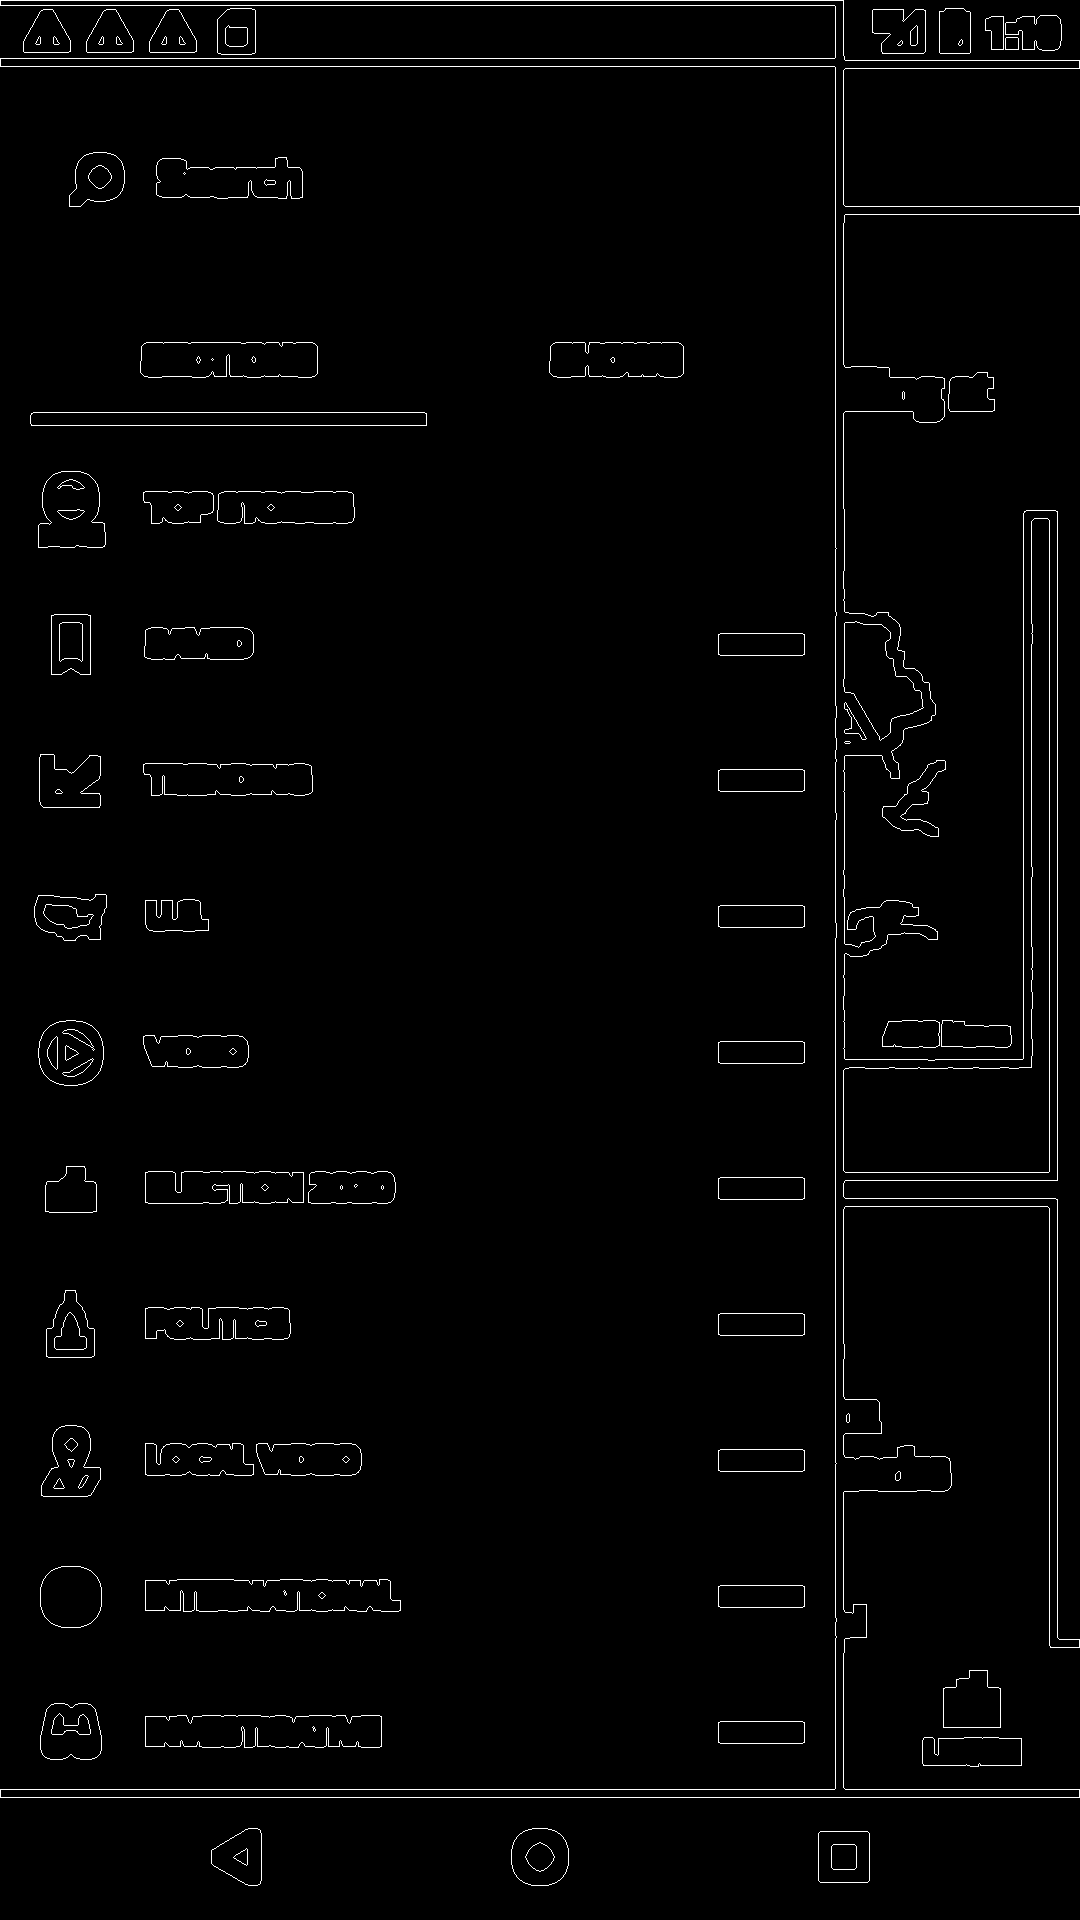 1:10
Search
SECTIONS
SHOWS
TOP STORIES
SAVED
TRENDING
U.S.
VIDEO
ELECTION 2020
POLITICS
LOCAL VIDEO
INTERNATIONAL
INVESTIGATIVE